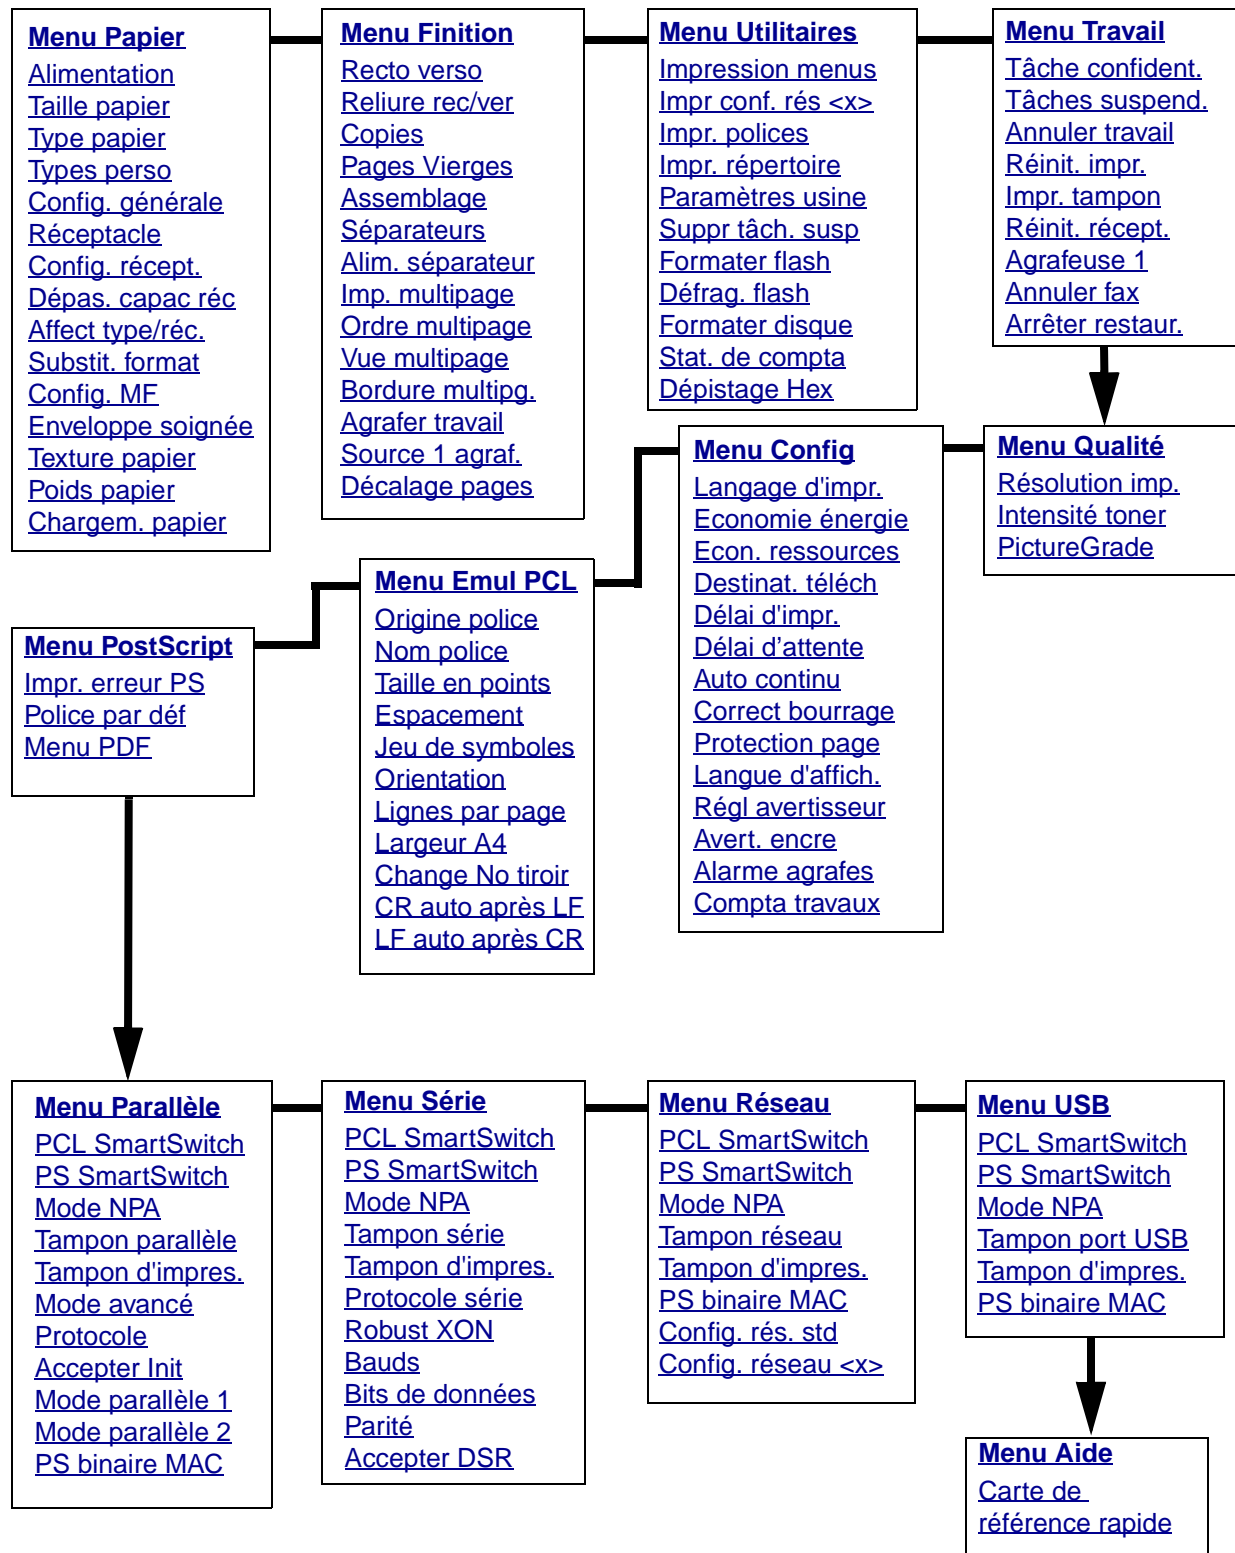 Menu Papier
Alimentation
Taille papier
Type papier
Types perso
Config. générale
Réceptacle
Config. récept.
Dépas. capac réc
Affect type/réc.
Substit. format
Config. MF
Enveloppe soignée
Texture papier
Poids papier
Chargem. papier
Menu Finition
Recto verso
Reliure rec/ver
Copies
Pages Vierges
Assemblage
Séparateurs
Alim. séparateur
Imp. multipage
Ordre multipage
Vue multipage
Bordure multipg.
Agrafer travail
Source 1 agraf.
Décalage pages
Menu Utilitaires
Impression menus
Impr conf. rés <x>
Impr. polices
Impr. répertoire
Paramètres usine
Suppr tâch. susp
Formater flash
Défrag. flash
Formater disque
Stat. de compta
Dépistage Hex
Menu Travail
Tâche confident.
Tâches suspend.
Annuler travail
Réinit. impr.
Impr. tampon
Réinit. récept.
Agrafeuse 1
Annuler fax
Arrêter restaur.
Menu Qualité
Résolution imp.
Intensité toner
PictureGrade
Menu Config
Langage d'impr.
Economie énergie
Econ. ressources
Destinat. téléch
Délai d'impr.
Délai d’attente
Auto continu
Correct bourrage
Protection page
Langue d'affich.
Régl avertisseur
Avert. encre
Alarme agrafes
Compta travaux
Menu Emul PCL
Origine police
Nom police
Taille en points
Espacement
Jeu de symboles
Orientation
Lignes par page
Largeur A4
Change No tiroir
CR auto après LF
LF auto après CR
Menu PostScript
Impr. erreur PS
Police par déf
Menu PDF
Menu Parallèle
PCL SmartSwitch
PS SmartSwitch
Mode NPA
Tampon parallèle
Tampon d'impres.
Mode avancé
Protocole
Accepter Init
Mode parallèle 1
Mode parallèle 2
PS binaire MAC
Menu Série
PCL SmartSwitch
PS SmartSwitch
Mode NPA
Tampon série
Tampon d'impres.
Protocole série
Robust XON
Bauds
Bits de données
Parité
Accepter DSR
Menu Réseau
PCL SmartSwitch
PS SmartSwitch
Mode NPA
Tampon réseau
Tampon d'impres.
PS binaire MAC
Config. rés. std
Config. réseau <x>
Menu USB
PCL SmartSwitch
PS SmartSwitch
Mode NPA
Tampon port USB
Tampon d'impres.
PS binaire MAC
Menu Aide
Carte de
référence rapide